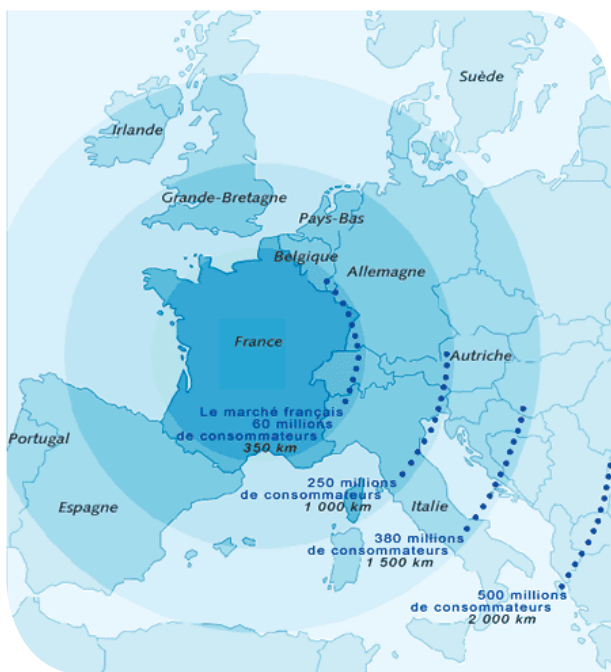 Suède
Irlande
Grande-Bretagne
Pays-Bas
Belgique
Allemagne
France
Autriche
Le marché français
60 millions
de consommateurs
350 km
Portugal
Espagne
250 millions
de consommateurs
1 000 km
Italie
380 millions
de consommateurs
1 500 km
500 millions
de consommateurs
2 000 km